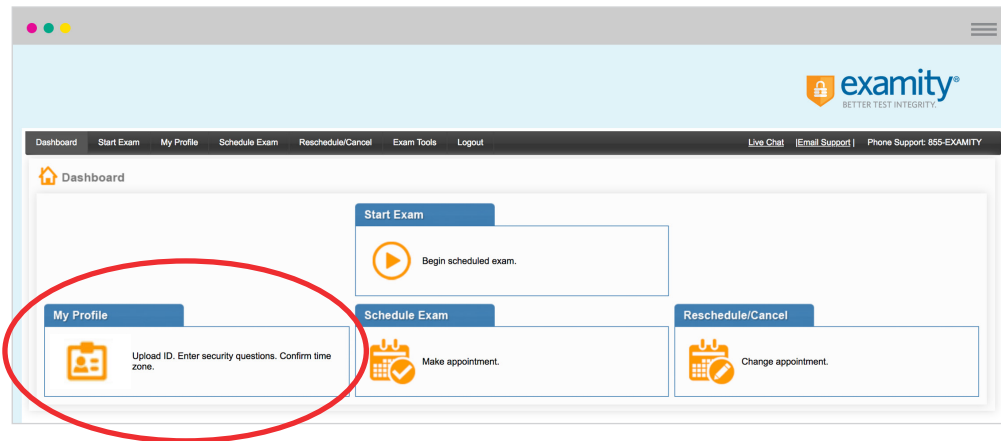 examity®
BETTER TEST INTEGRITY.
Dashboard Start Exam My Profile Schedule Exam Reschedule/Cancel Exam Tools Logout Live Chat |Email Support | Phone Support: 855-EXAMITY
Dashboard
Start Exam
Begin scheduled exam.
My Profile
Upload ID. Enter security questions. Confirm time
zone.
Schedule Exam
Make appointment.
Reschedule/Cancel
Change appointment.